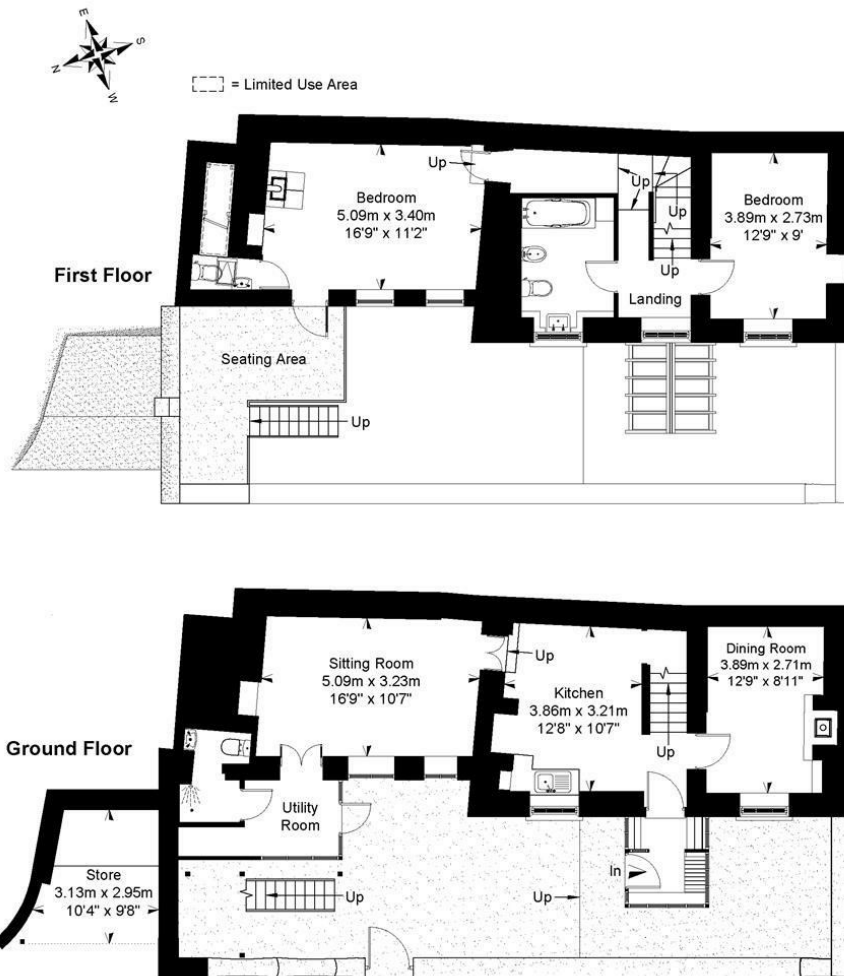 E
S
N
W
= Limited Use Area
First Floor
Bedroom
5.09m x 3.40m
16'9" x 11'2"
Up
Up
Up
Up
Bedroom
3.89m x 2.73m
12'9" x 9'
Landing
Seating Area
Up
Ground Floor
Sitting Room
5.09m x 3.23m
16'9" x 10'7"
Up
Kitchen
3.86m x 3.21m
12'8" x 10'7"
Up
Dining Room
3.89m x 2.71m
12'9" x 8'11"
Utility
Room
Store
3.13m x 2.95m
10'4" x 9'8"
Up
Up
In